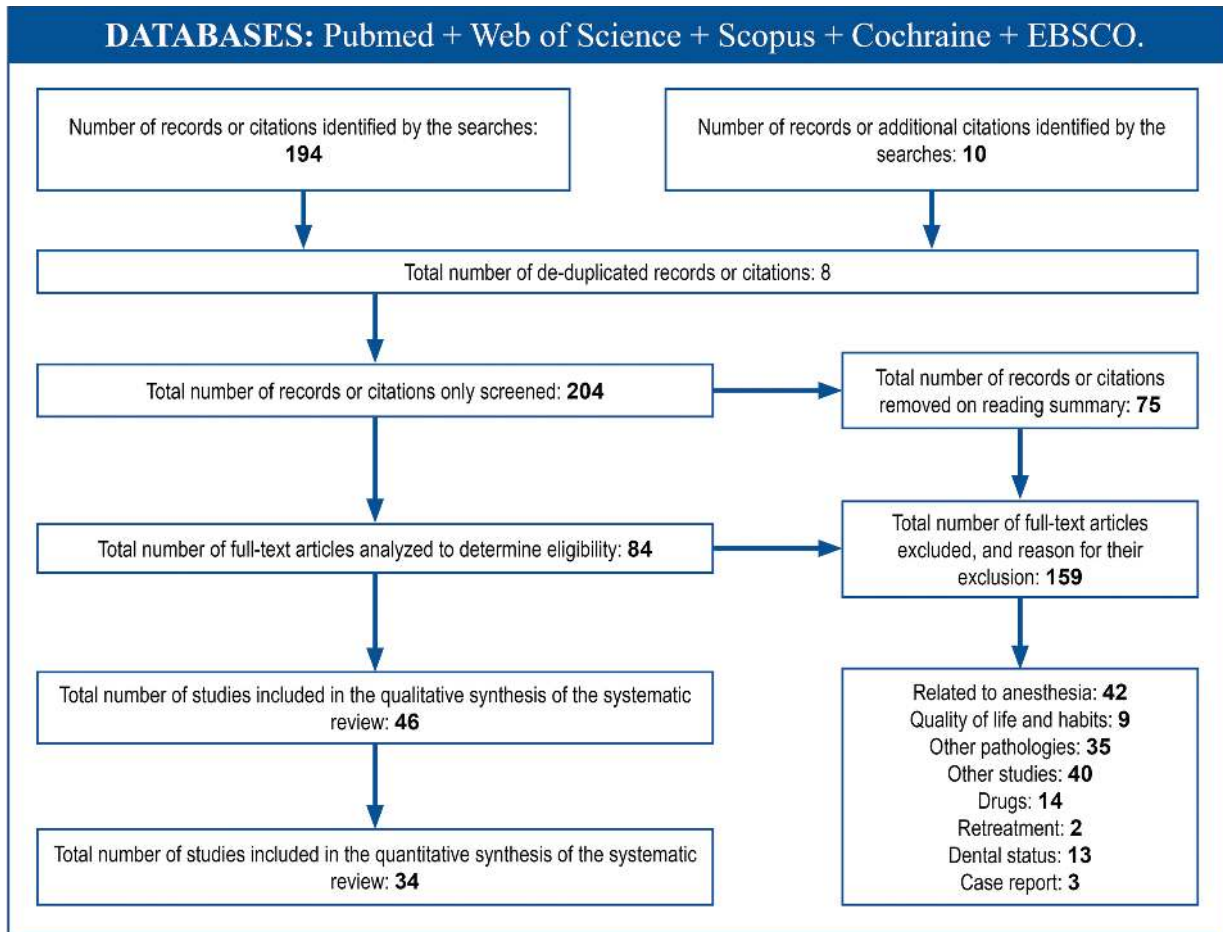 DATABASES: Pubmed + Web of Science + Scopus + Cochraine + EBSCO.
Number of records or citations identified by the searches:
194
Number of records or additional citations identified by the
searches: 10
Total number of de-duplicated records or citations: 8
Total number of records or citations only screened: 204
Total number of records or citations
removed on reading summary: 75
Total number of full-text articles analyzed to determine eligibility: 84
Total number of full-text articles
excluded, and reason for their
exclusion: 159
Total number of studies included in the qualitative synthesis of the systematic
review: 46
Related to anesthesia: 42
Quality of life and habits: 9
Other pathologies: 35
Other studies: 40
Drugs: 14
Retreatment: 2
Dental status: 13
Case report: 3
Total number of studies included in the quantitative synthesis of the systematic
review: 34